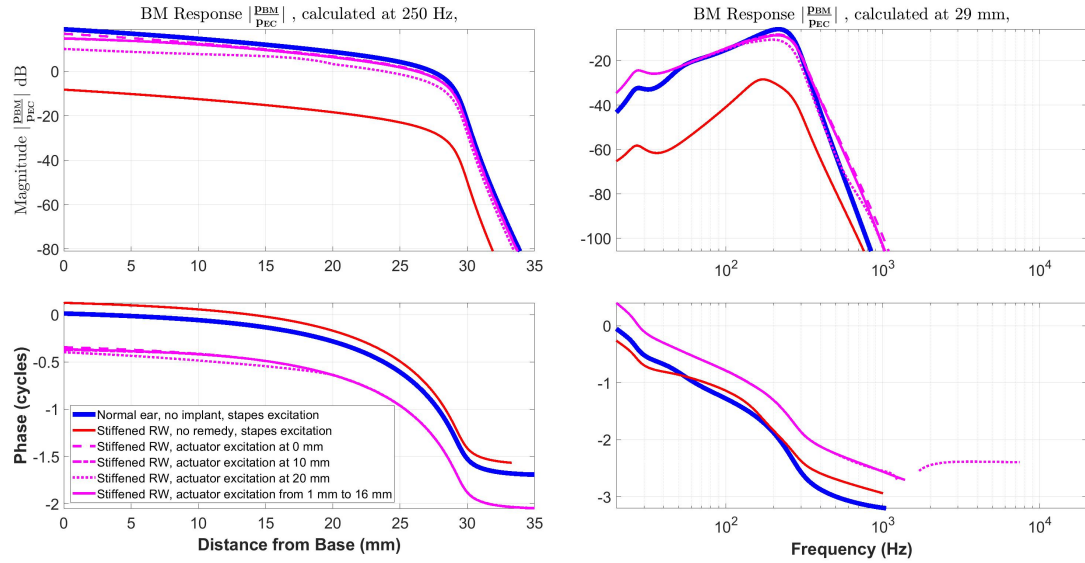 BM Response |p_BM/p_EC| , calculated at 250 Hz,
Magnitude |p_BM/p_EC| dB
0
-20
-40
-60
-80
0 5 10 15 20 25 30 35
BM Response |p_BM/p_EC| , calculated at 29 mm,
-20
-40
-60
-80
-100
10^2 10^3 10^4
Phase (cycles)
0
-0.5
-1
-1.5
-2
Normal ear, no implant, stapes excitation
Stiffened RW, no remedy, stapes excitation
Stiffened RW, actuator excitation at 0 mm
Stiffened RW, actuator excitation at 10 mm
Stiffened RW, actuator excitation at 20 mm
Stiffened RW, actuator excitation from 1 mm to 16 mm
0 5 10 15 20 25 30 35
Distance from Base (mm)
0
-1
-2
-3
10^2 10^3 10^4
Frequency (Hz)